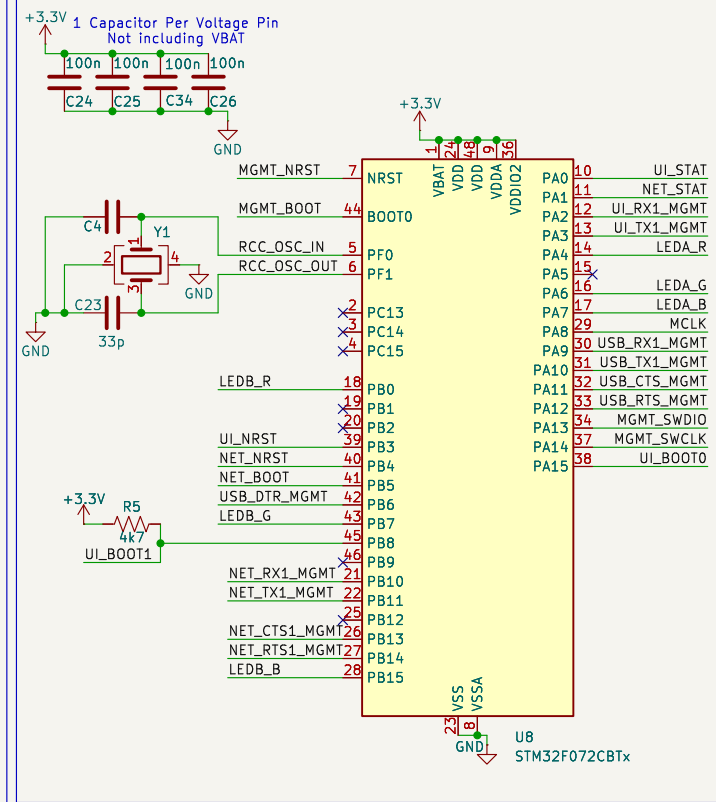 +3.3V
1 Capacitor Per Voltage Pin
Not including VBAT
100n 100n 100n 100n
C24 C25 C34 C26
GND
+3.3V
1 24 48 9 36
VBAT VDD VDD VDDA VDDIO2
MGMT_NRST 7 NRST
MGMT_BOOT 44 BOOT0
RCC_OSC_IN 5 PF0
RCC_OSC_OUT 6 PF1
2 PC13
3 PC14
4 PC15
LEDB_R 18 PB0
19 PB1
20 PB2
UI_NRST 39 PB3
NET_NRST 40 PB4
NET_BOOT 41 PB5
USB_DTR_MGMT 42 PB6
LEDB_G 43 PB7
45 PB8
46 PB9
NET_RX1_MGMT 21 PB10
NET_TX1_MGMT 22 PB11
25 PB12
NET_CTS1_MGMT 26 PB13
NET_RTS1_MGMT 27 PB14
LEDB_B 28 PB15
PA0 10 UI_STAT
PA1 11 NET_STAT
PA2 12 UI_RX1_MGMT
PA3 13 UI_TX1_MGMT
PA4 14 LEDA_R
PA5 15
PA6 16 LEDA_G
PA7 17 LEDA_B
PA8 29 MCLK
PA9 30 USB_RX1_MGMT
PA10 31 USB_TX1_MGMT
PA11 32 USB_CTS_MGMT
PA12 33 USB_RTS_MGMT
PA13 34 MGMT_SWDIO
PA14 37 MGMT_SWCLK
PA15 38 UI_BOOT0
C4
Y1
1
2 4
3
GND
C23
33p
GND
+3.3V
R5
4k7
UI_BOOT1
VSS VSSA
23 8
GND
U8
STM32F072CBTx